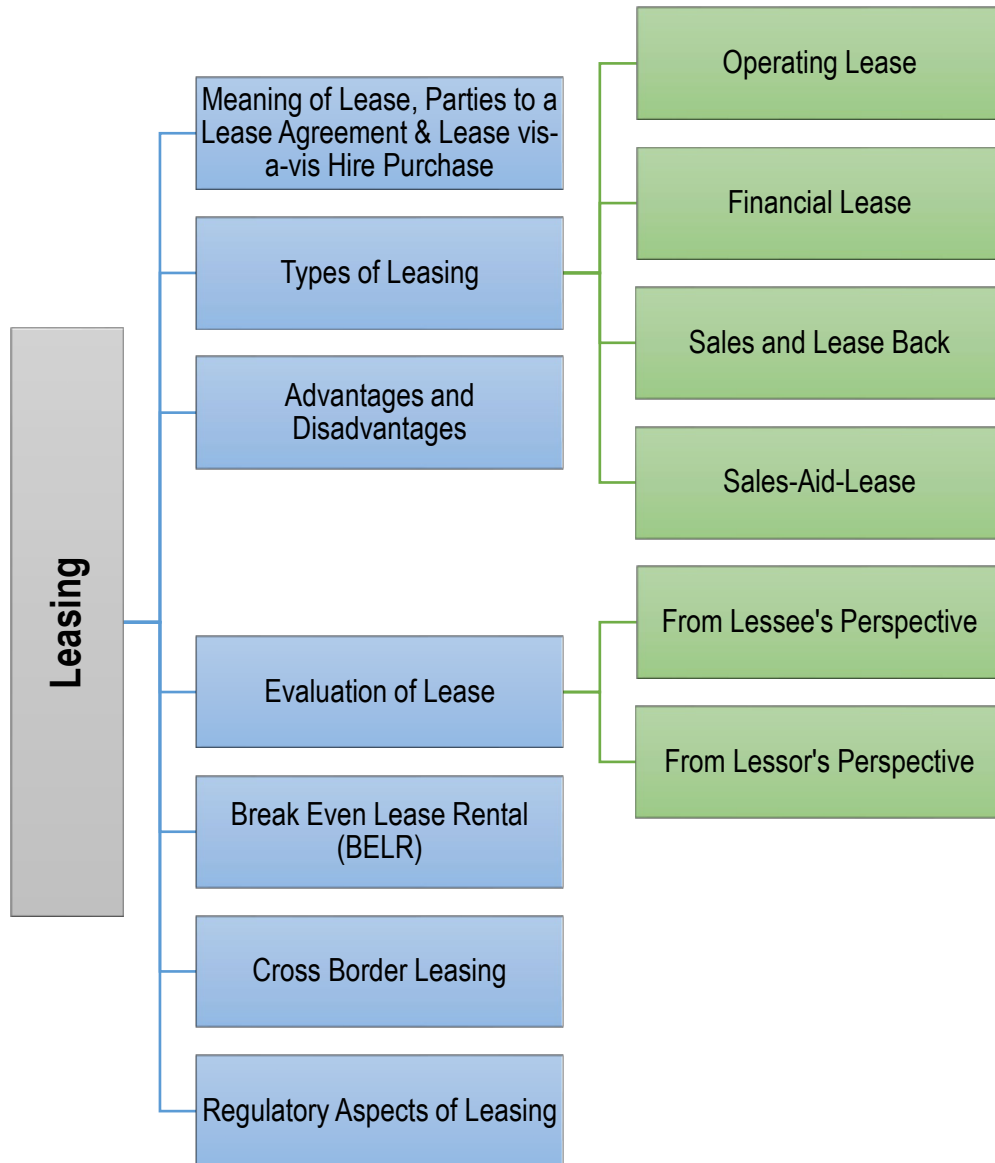 Leasing
Meaning of Lease, Parties to a
Lease Agreement & Lease vis-
a-vis Hire Purchase
Types of Leasing
Operating Lease
Financial Lease
Sales and Lease Back
Sales-Aid-Lease
Advantages and
Disadvantages
Evaluation of Lease
From Lessee's Perspective
From Lessor's Perspective
Break Even Lease Rental
(BELR)
Cross Border Leasing
Regulatory Aspects of Leasing